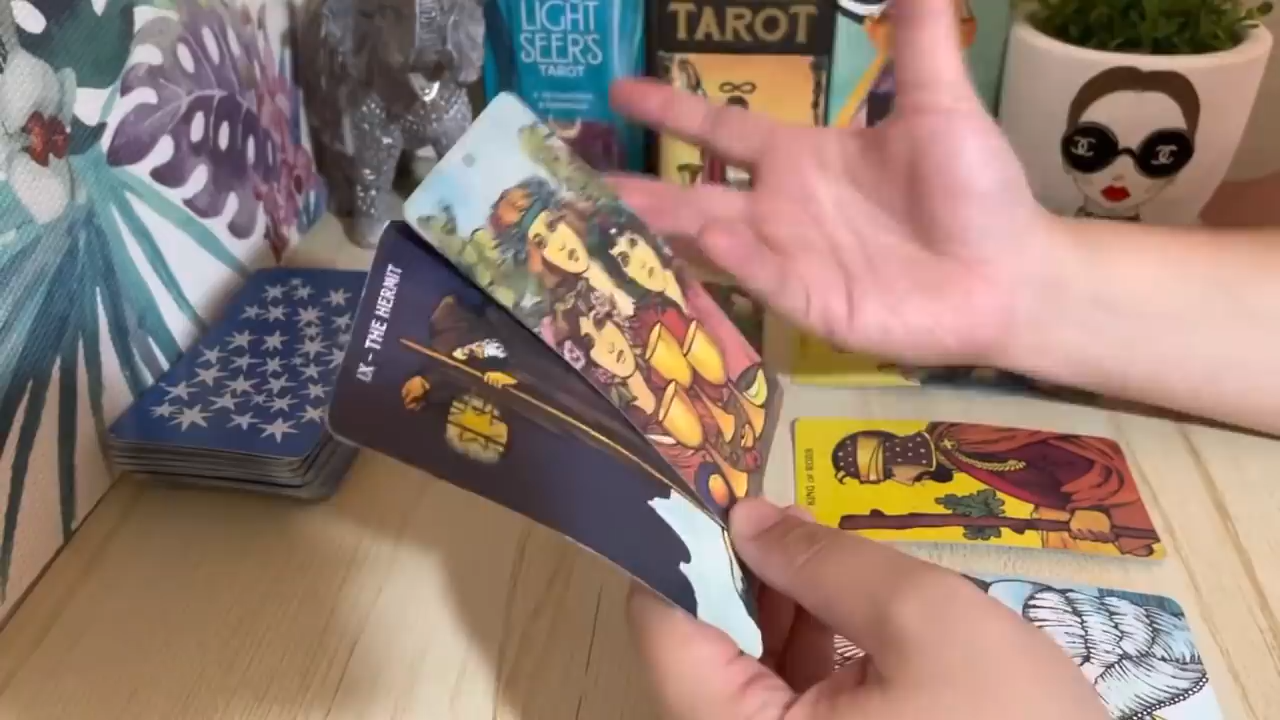 LIGHT
SEER'S
TAROT
TAROT
IX - THE HERMIT
KING OF RODS